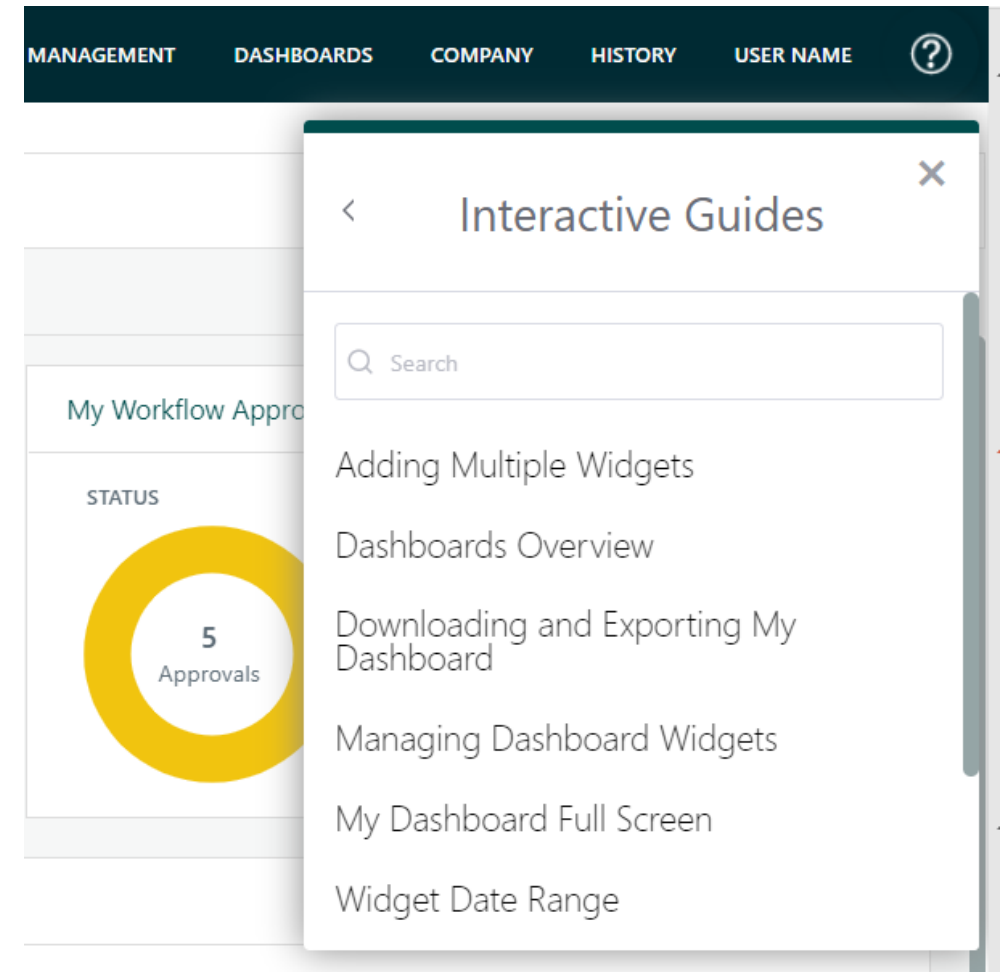 MANAGEMENT DASHBOARDS COMPANY HISTORY USER NAME ?
Interactive Guides
Search
Adding Multiple Widgets
Dashboards Overview
Downloading and Exporting My
Dashboard
Managing Dashboard Widgets
My Dashboard Full Screen
Widget Date Range
My Workflow Appro
STATUS
5
Approvals